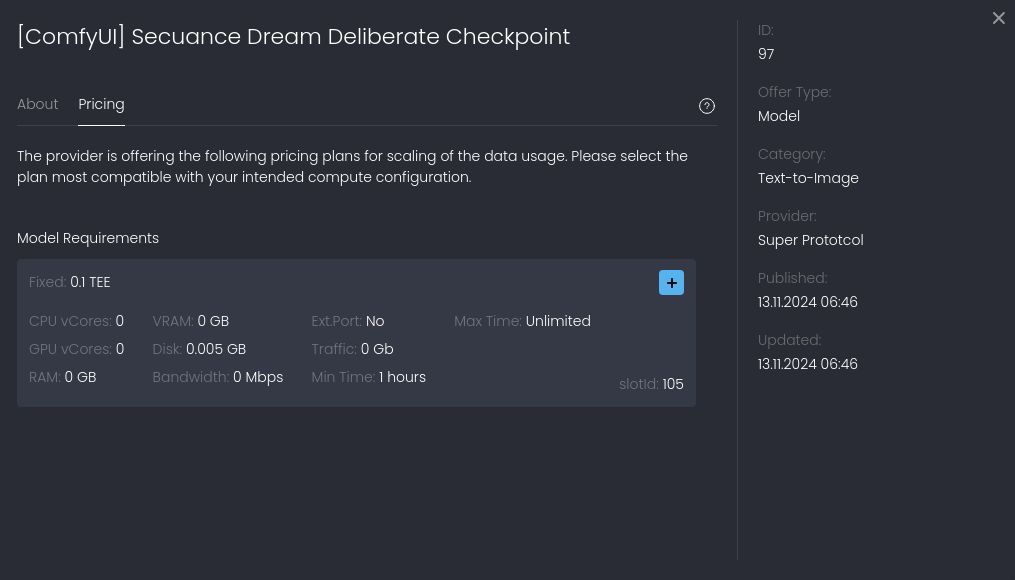 [ComfyUI] Secuance Dream Deliberate Checkpoint
About Pricing
The provider is offering the following pricing plans for scaling of the data usage. Please select the
plan most compatible with your intended compute configuration.
Model Requirements
Fixed: 0.1 TEE
CPU vCores: 0 VRAM: 0 GB Ext.Port: No Max Time: Unlimited
GPU vCores: 0 Disk: 0.005 GB Traffic: 0 Gb
RAM: 0 GB Bandwidth: 0 Mbps Min Time: 1 hours
slotId: 105
ID:
97
Offer Type:
Model
Category:
Text-to-Image
Provider:
Super Prototcol
Published:
13.11.2024 06:46
Updated:
13.11.2024 06:46